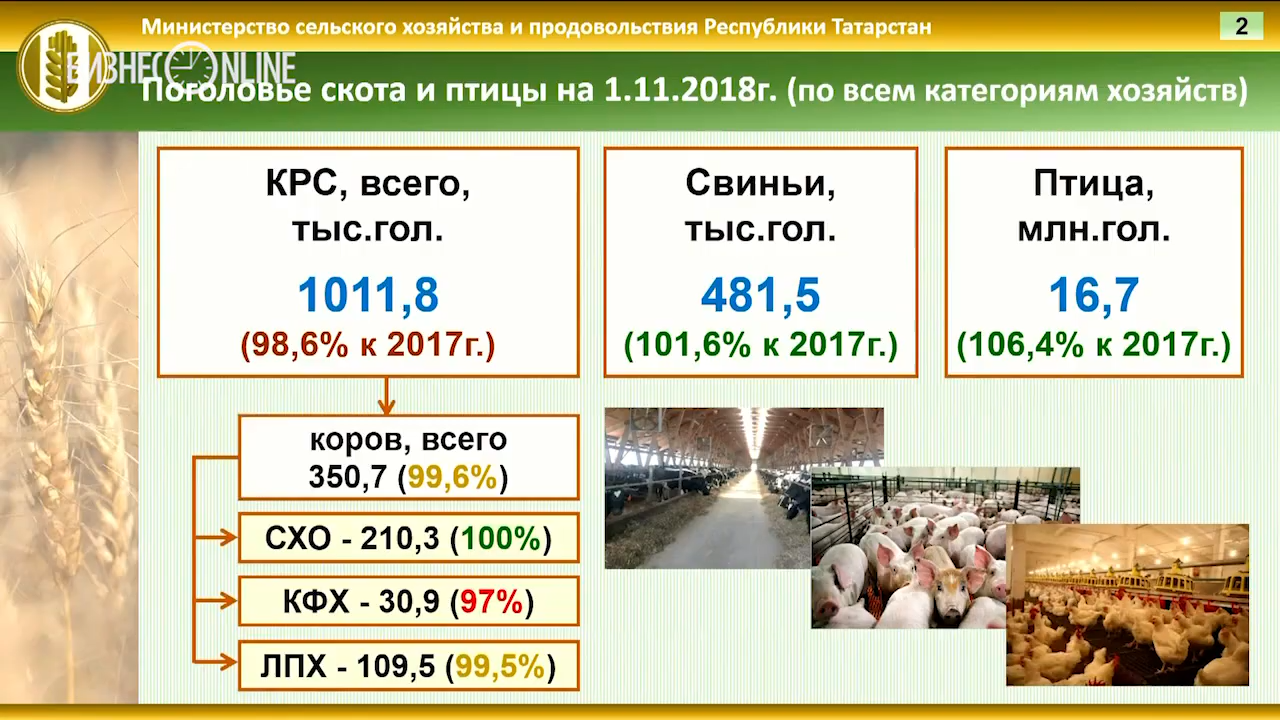 Министерство сельского хозяйства и продовольствия Республики Татарстан
2
БИЗНЕС ONLINE
Поголовье скота и птицы на 1.11.2018г. (по всем категориям хозяйств)
КРС, всего,
тыс.гол.
1011,8
(98,6% к 2017г.)
Свиньи,
тыс.гол.
481,5
(101,6% к 2017г.)
Птица,
млн.гол.
16,7
(106,4% к 2017г.)
коров, всего
350,7 (99,6%)
СХО - 210,3 (100%)
КФХ - 30,9 (97%)
ЛПХ - 109,5 (99,5%)